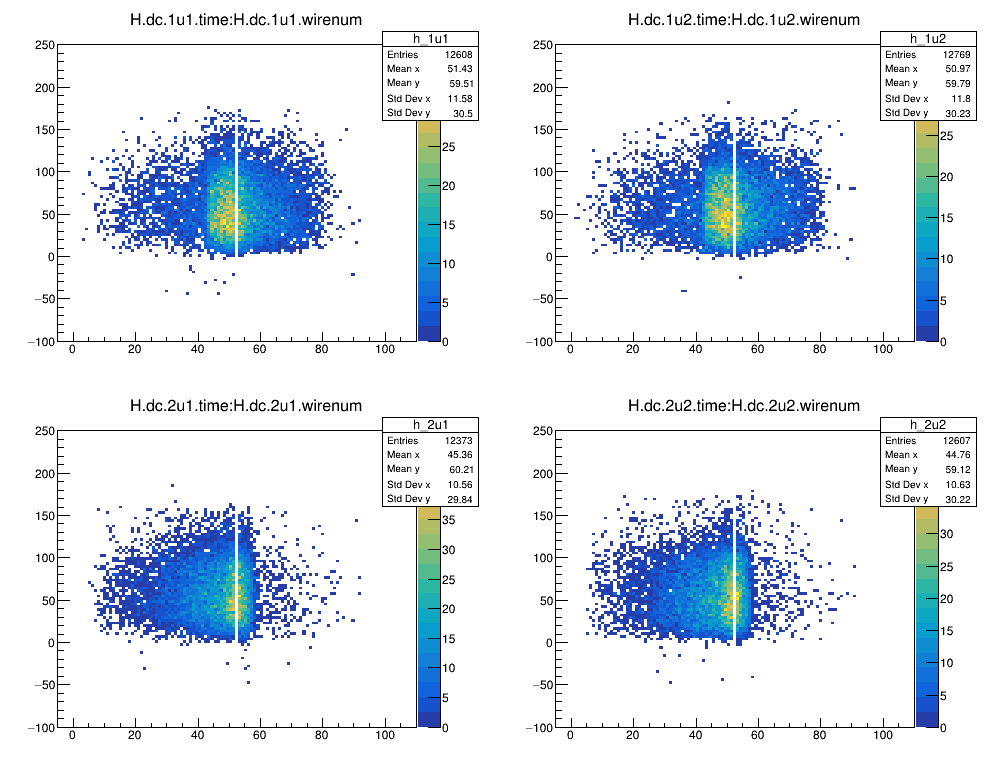 H.dc.1u1.time:H.dc.1u1.wirenum
h_1u1
Entries 12608
Mean x 51.43
Mean y 59.51
Std Dev x 11.58
Std Dev y 30.5
250
200
150
100
50
0
−50
−100
0 20 40 60 80 100
25
20
15
10
5
0
H.dc.1u2.time:H.dc.1u2.wirenum
h_1u2
Entries 12769
Mean x 50.97
Mean y 59.79
Std Dev x 11.8
Std Dev y 30.23
250
200
150
100
50
0
−50
−100
0 20 40 60 80 100
25
20
15
10
5
0
H.dc.2u1.time:H.dc.2u1.wirenum
h_2u1
Entries 12373
Mean x 45.36
Mean y 60.21
Std Dev x 10.56
Std Dev y 29.84
250
200
150
100
50
0
−50
−100
0 20 40 60 80 100
35
30
25
20
15
10
5
0
H.dc.2u2.time:H.dc.2u2.wirenum
h_2u2
Entries 12607
Mean x 44.76
Mean y 59.12
Std Dev x 10.63
Std Dev y 30.22
250
200
150
100
50
0
−50
−100
0 20 40 60 80 100
30
25
20
15
10
5
0